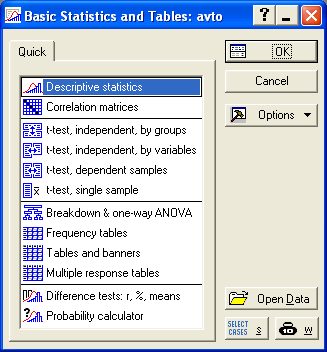 Basic Statistics and Tables: avto
Quick
Descriptive statistics
Correlation matrices
t-test, independent, by groups
t-test, independent, by variables
t-test, dependent samples
t-test, single sample
Breakdown & one-way ANOVA
Frequency tables
Tables and banners
Multiple response tables
Difference tests: r, %, means
Probability calculator
OK
Cancel
Options
Open Data
SELECT
CASES S
W